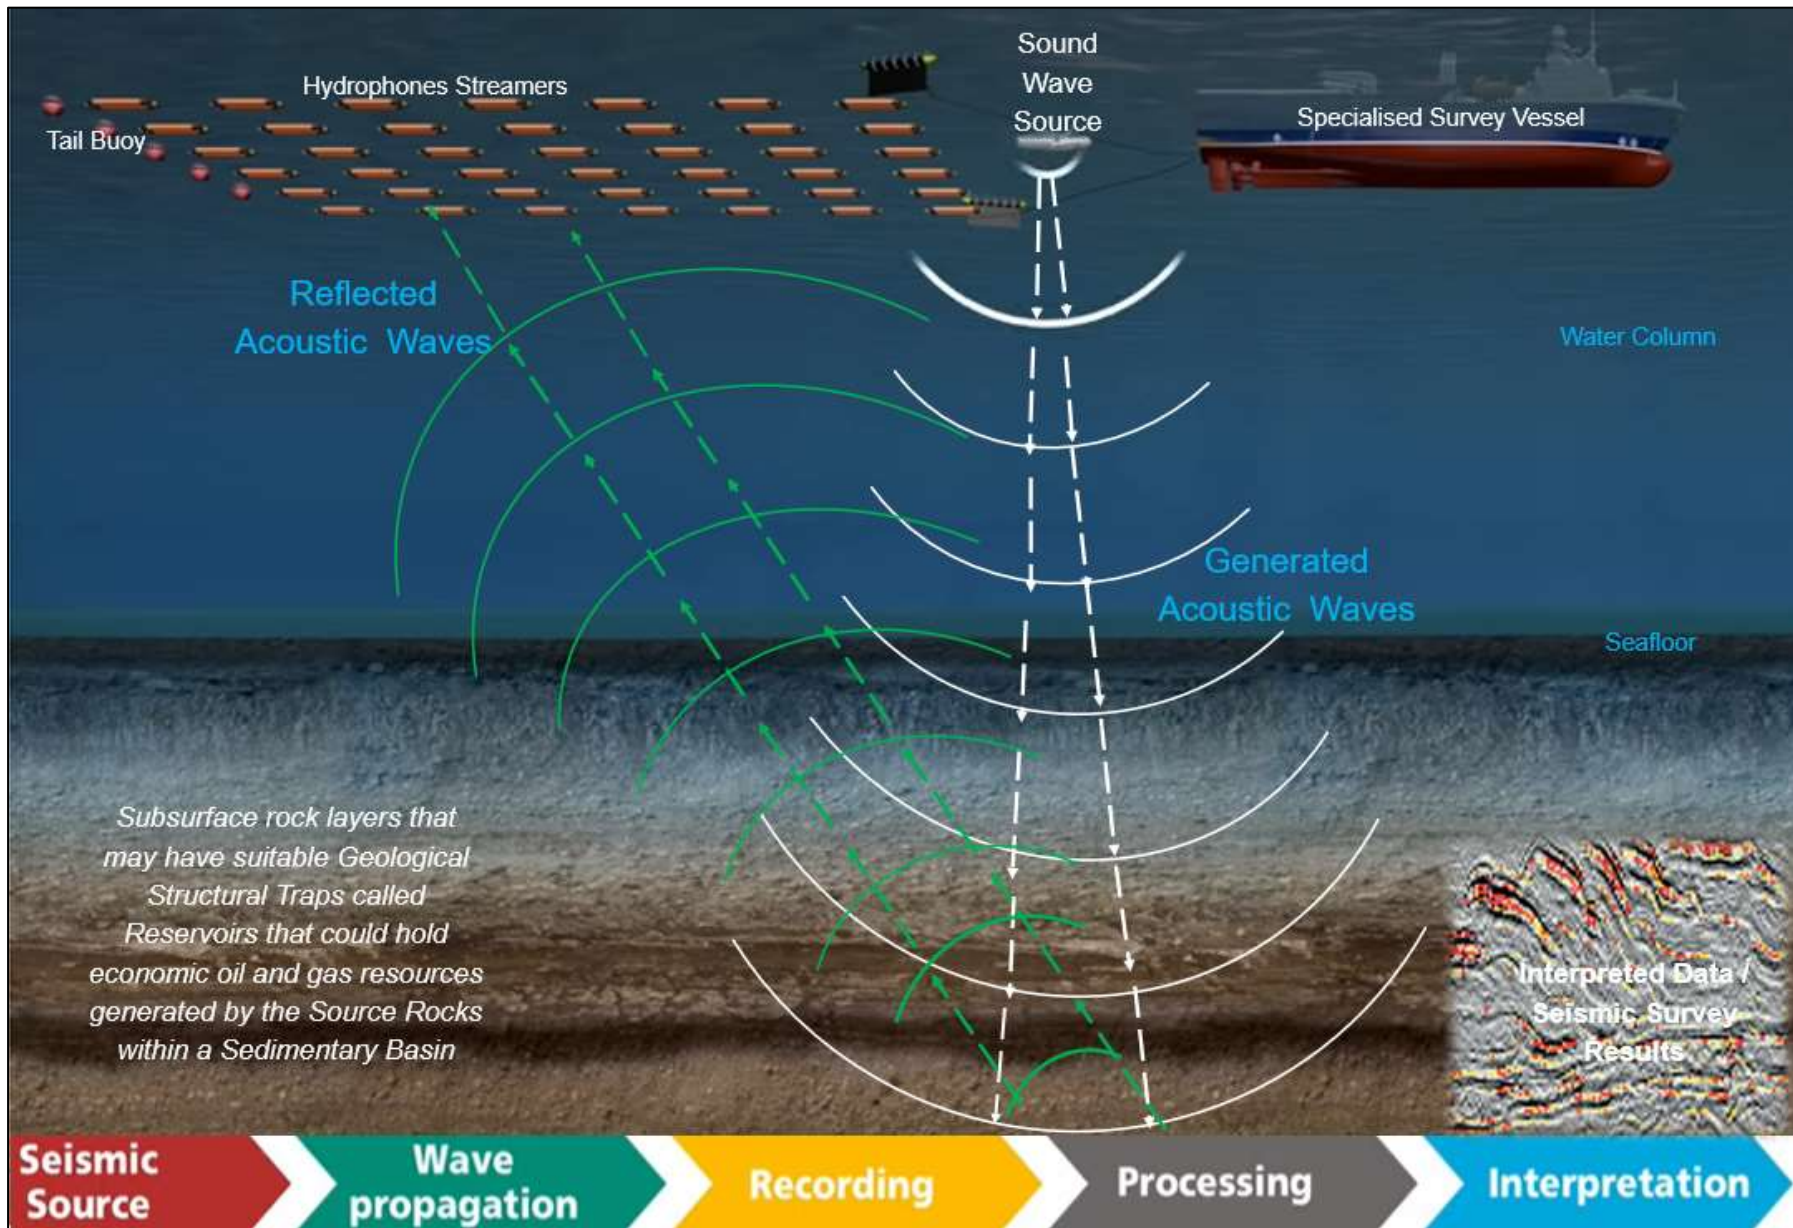 Sound
Wave
Source
Hydrophones Streamers
Tail Buoy
Specialised Survey Vessel
Reflected
Acoustic Waves
Water Column
Generated
Acoustic Waves
Seafloor
Subsurface rock layers that
may have suitable Geological
Structural Traps called
Reservoirs that could hold
economic oil and gas resources
generated by the Source Rocks
within a Sedimentary Basin
Interpreted Data /
Seismic Survey
Results
Seismic
Source
Wave
propagation
Recording
Processing
Interpretation